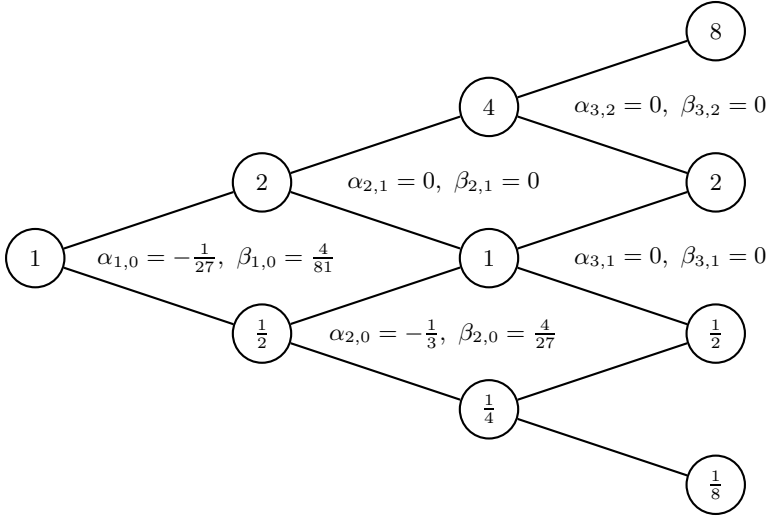 8
4
α_{3,2} = 0, β_{3,2} = 0
2
α_{2,1} = 0, β_{2,1} = 0
2
1
α_{1,0} = −1/27, β_{1,0} = 4/81
1
α_{3,1} = 0, β_{3,1} = 0
1/2
α_{2,0} = −1/3, β_{2,0} = 4/27
1/2
1/4
1/8